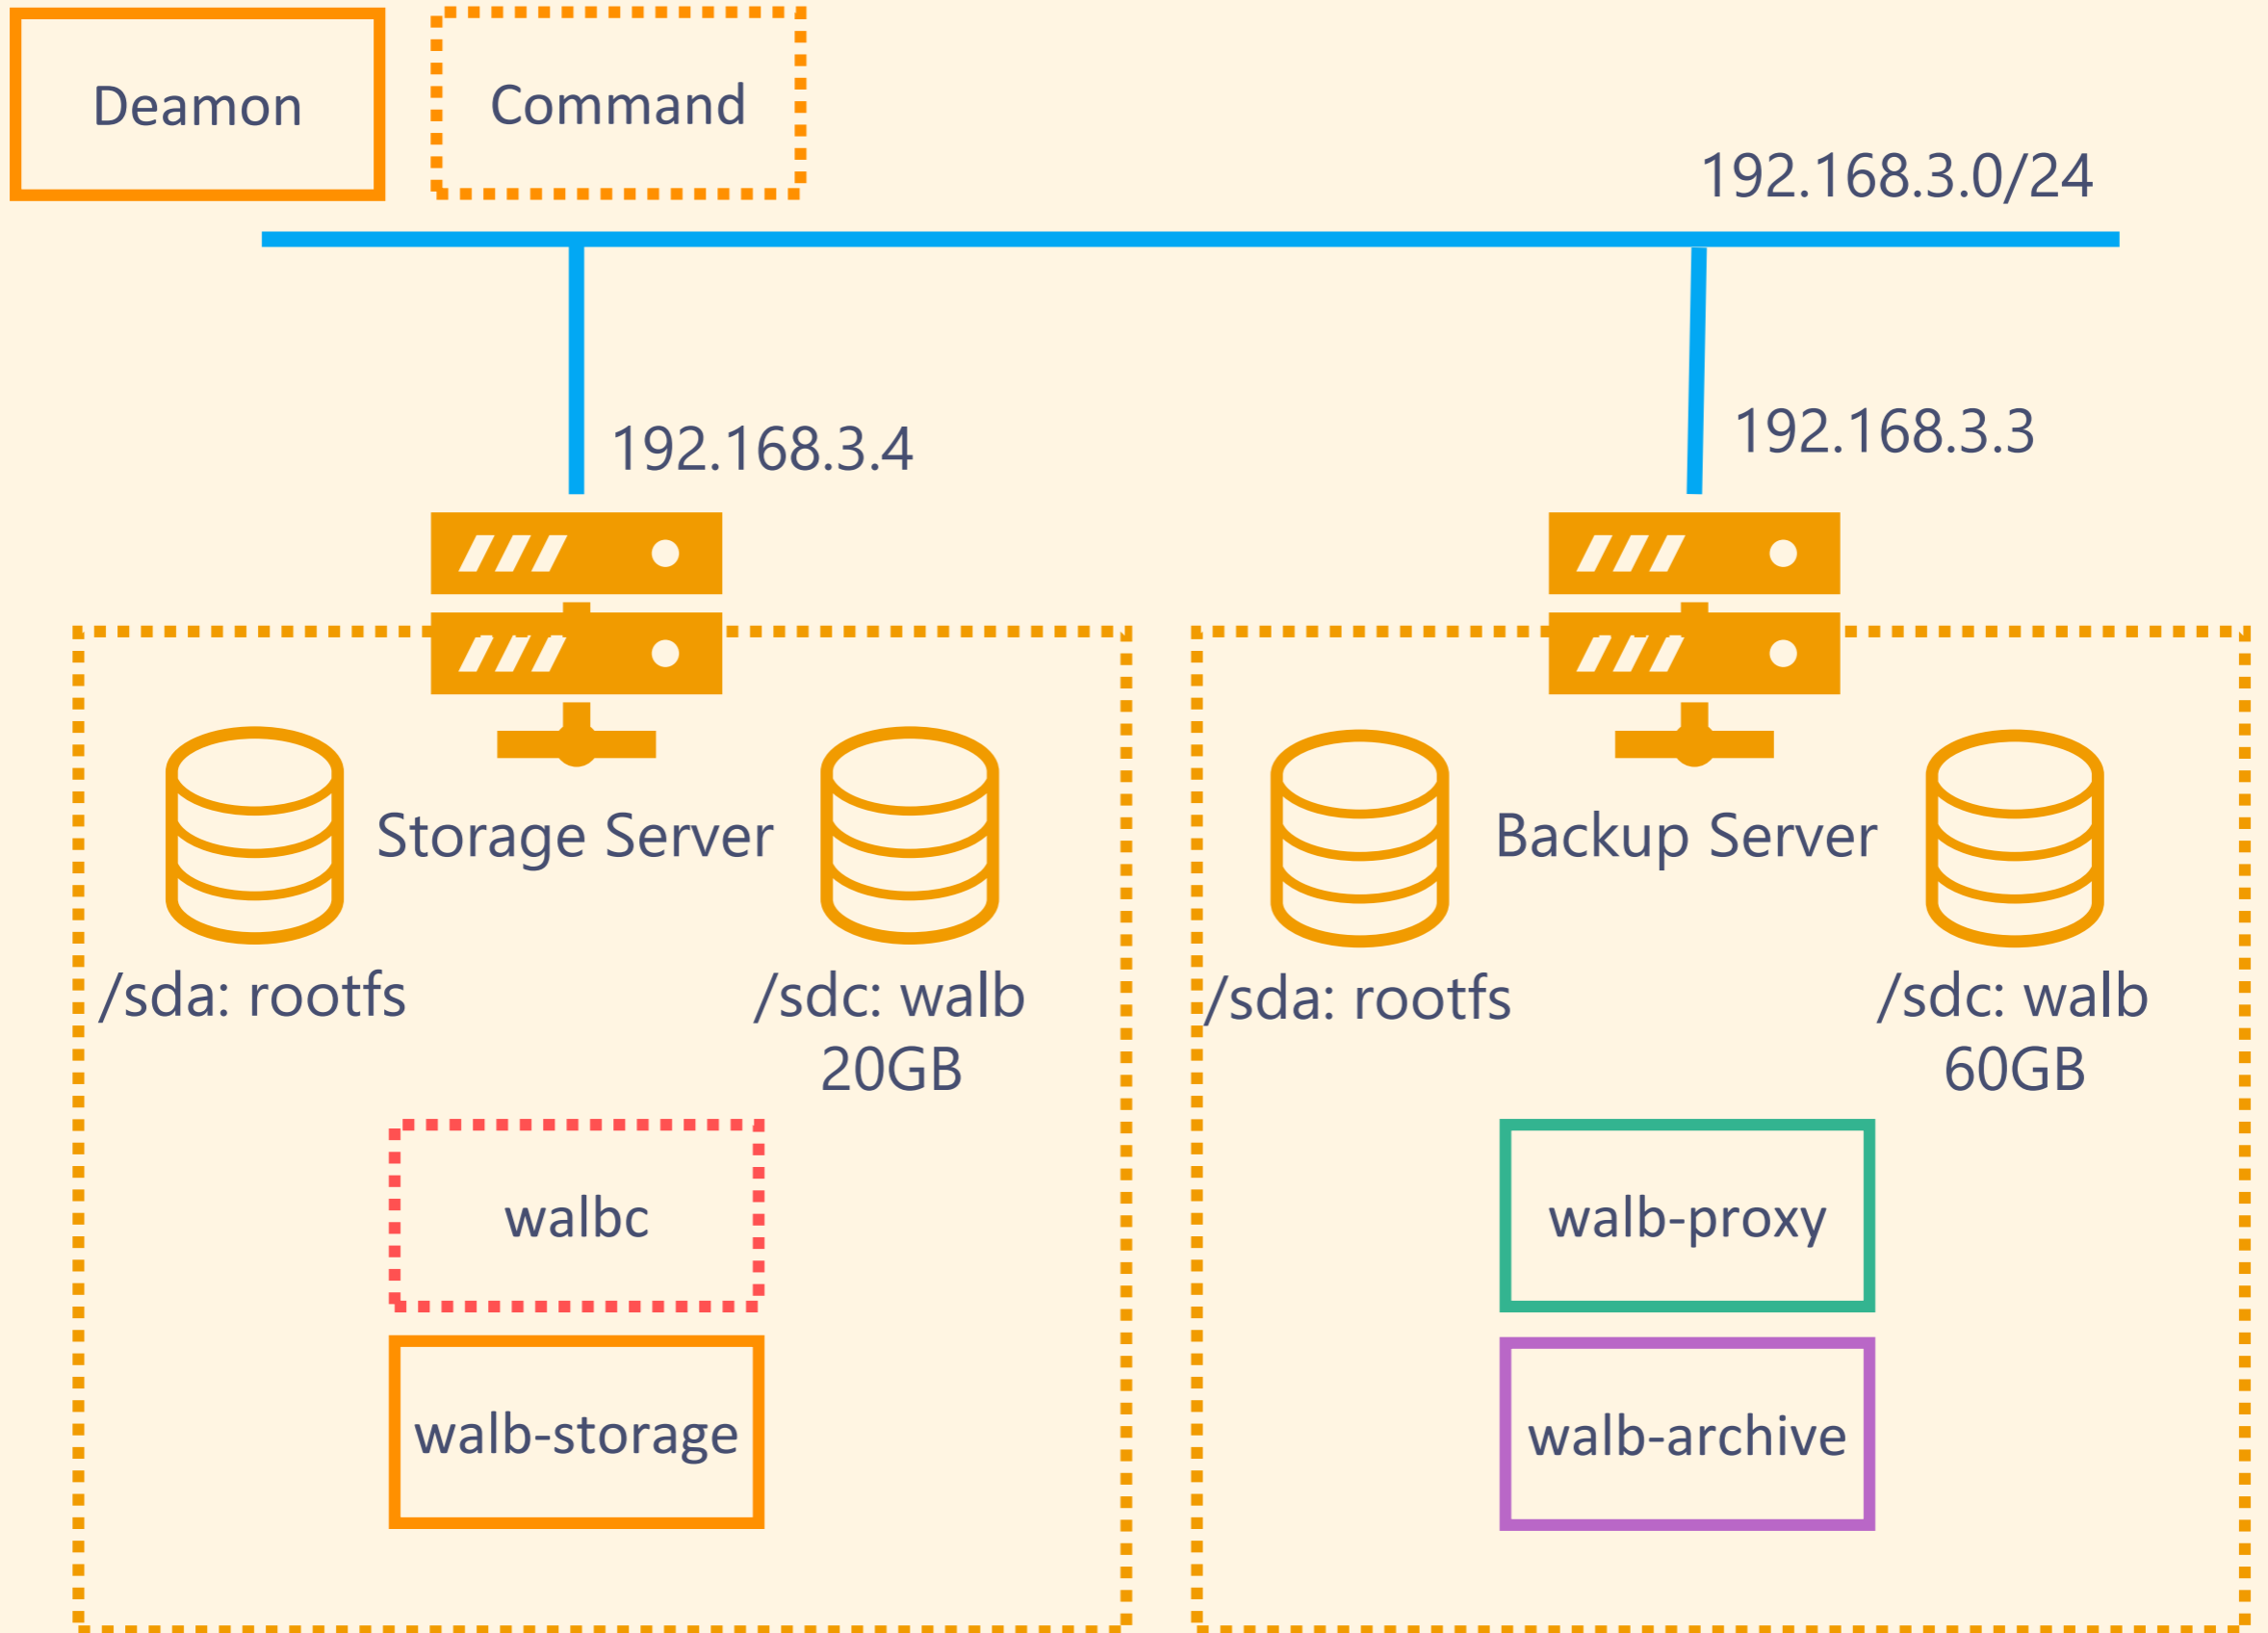 Deamon
Command
192.168.3.0/24
192.168.3.4
192.168.3.3
Storage Server
Backup Server
/sda: rootfs
/sdc: walb
20GB
/sda: rootfs
/sdc: walb
60GB
walbc
walb-proxy
walb-storage
walb-archive